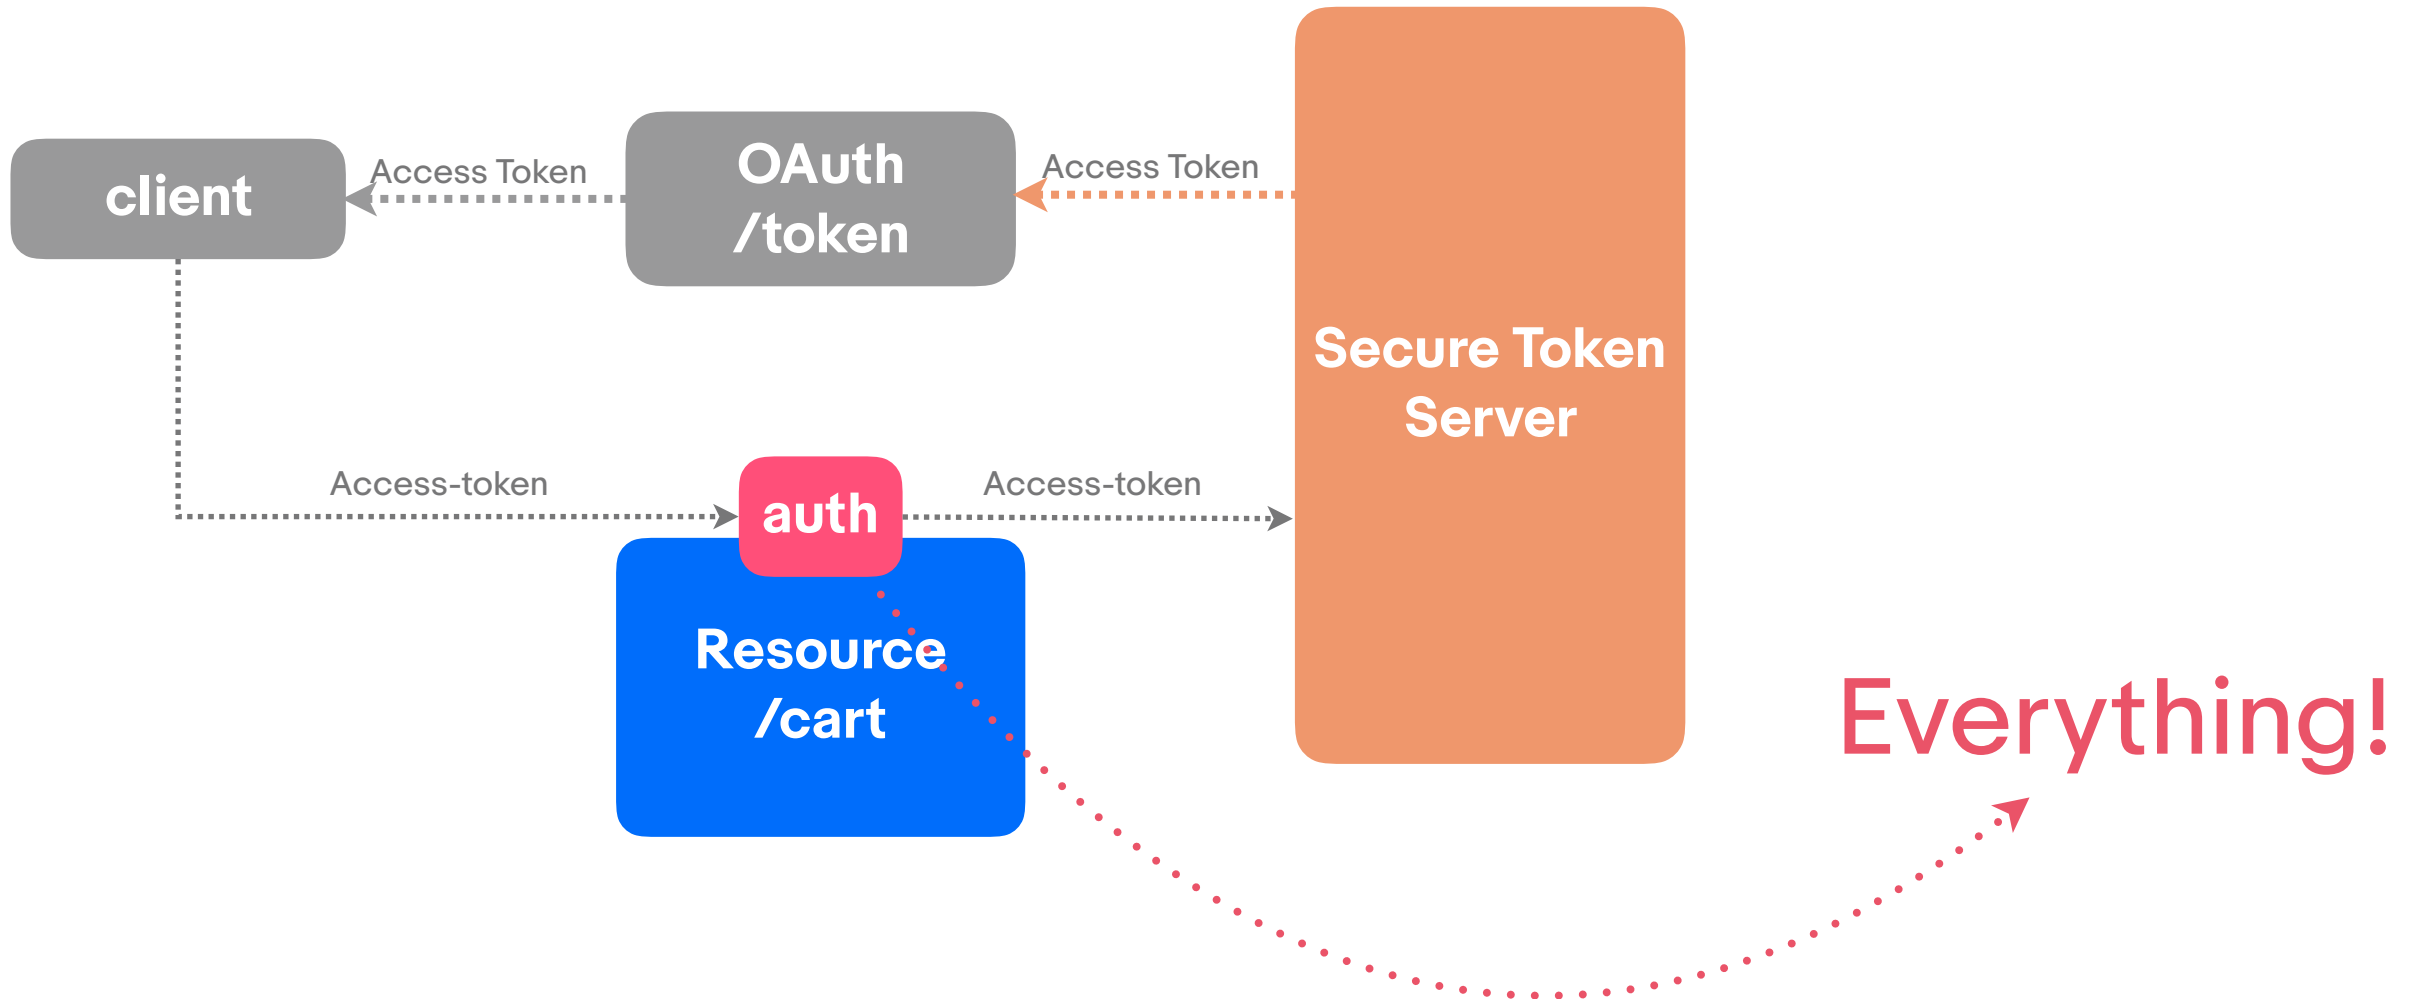 client
Access Token
OAuth
/token
Access Token
Secure Token
Server
Access-token
auth
Access-token
Resource
/cart
Everything!